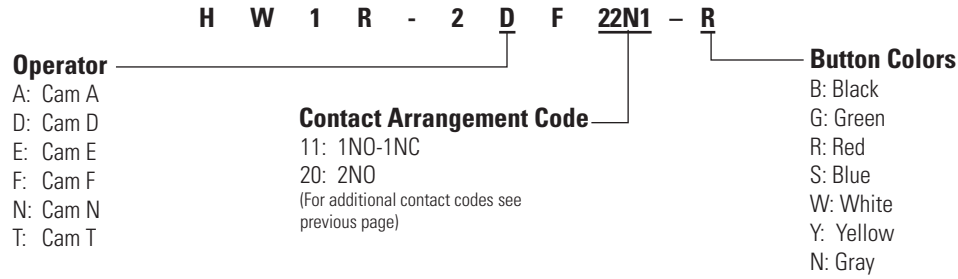 H W 1 R - 2 D F 22N1 – R
Operator
A: Cam A
D: Cam D
E: Cam E
F: Cam F
N: Cam N
T: Cam T
Contact Arrangement Code
11: 1NO-1NC
20: 2NO
(For additional contact codes see
previous page)
Button Colors
B: Black
G: Green
R: Red
S: Blue
W: White
Y: Yellow
N: Gray